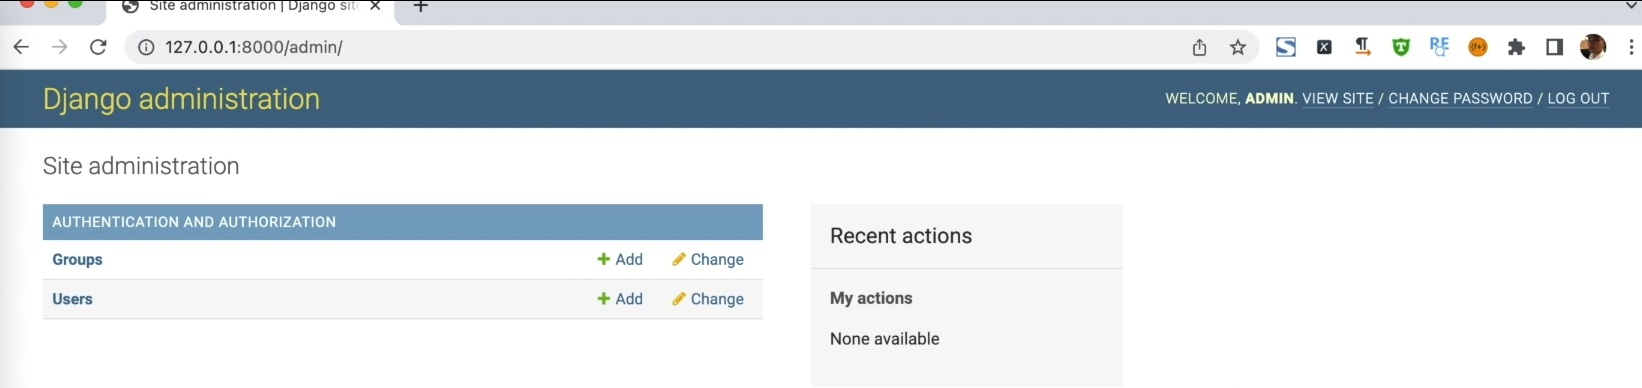 Site administration | Django site
127.0.0.1:8000/admin/
Django administration
WELCOME, ADMIN. VIEW SITE / CHANGE PASSWORD / LOG OUT
Site administration
AUTHENTICATION AND AUTHORIZATION
Groups Add Change
Users Add Change
Recent actions
My actions
None available